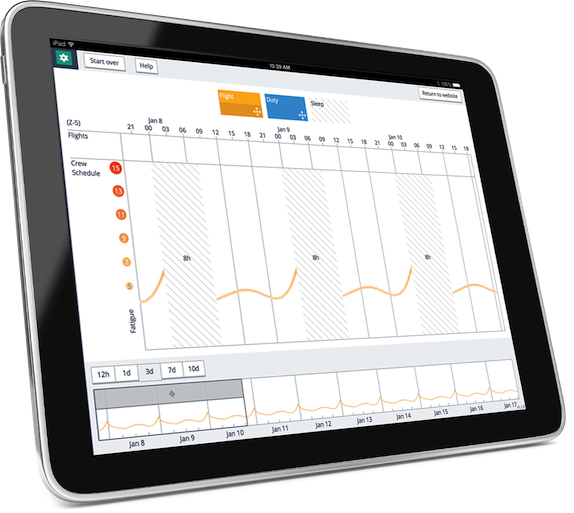 iPad
10:39 AM
100%
Start over
Help
Return to website
Flight
Duty
Sleep
(Z-5)
Jan 8
Jan 9
Jan 10
21 00 03 06 09 12 15 18 21 00 03 06 09 12 15 18 21 00 03 06 09 12 15 18
Flights
Crew
Schedule
15
13
11
9
7
5
8h
8h
8h
Fatigue
12h 1d 3d 7d 10d
Jan 8 Jan 9 Jan 10 Jan 11 Jan 12 Jan 13 Jan 14 Jan 15 Jan 16 Jan 17